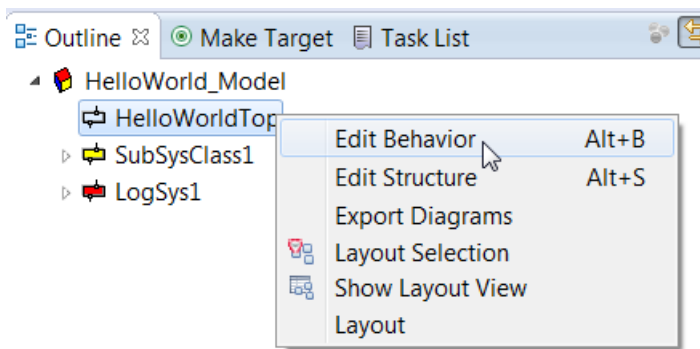 Outline Make Target Task List
HelloWorld_Model
HelloWorldTop
SubSysClass1
LogSys1
Edit Behavior Alt+B
Edit Structure Alt+S
Export Diagrams
Layout Selection
Show Layout View
Layout